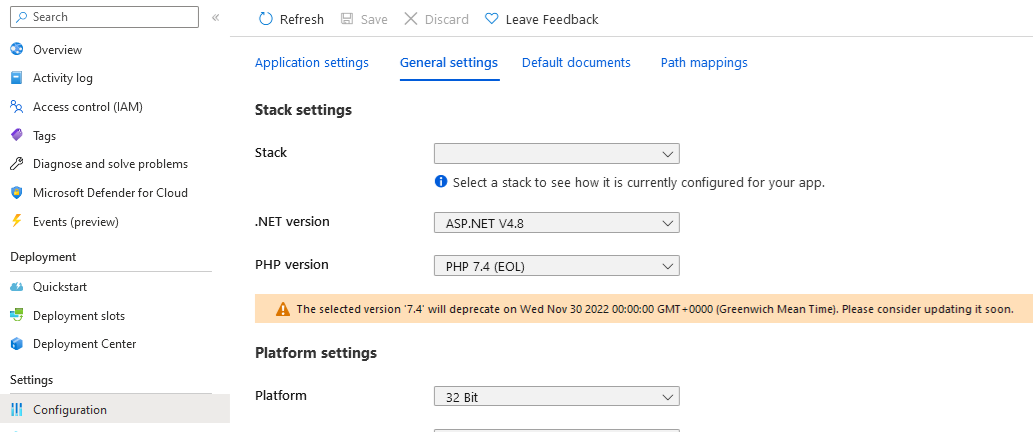 Search
«
Refresh
Save
Discard
Leave Feedback
Overview
Activity log
Access control (IAM)
Tags
Diagnose and solve problems
Microsoft Defender for Cloud
Events (preview)
Deployment
Quickstart
Deployment slots
Deployment Center
Settings
Configuration
Application settings
General settings
Default documents
Path mappings
Stack settings
Stack
Select a stack to see how it is currently configured for your app.
.NET version
ASP.NET V4.8
PHP version
PHP 7.4 (EOL)
The selected version '7.4' will deprecate on Wed Nov 30 2022 00:00:00 GMT+0000 (Greenwich Mean Time). Please consider updating it soon.
Platform settings
Platform
32 Bit